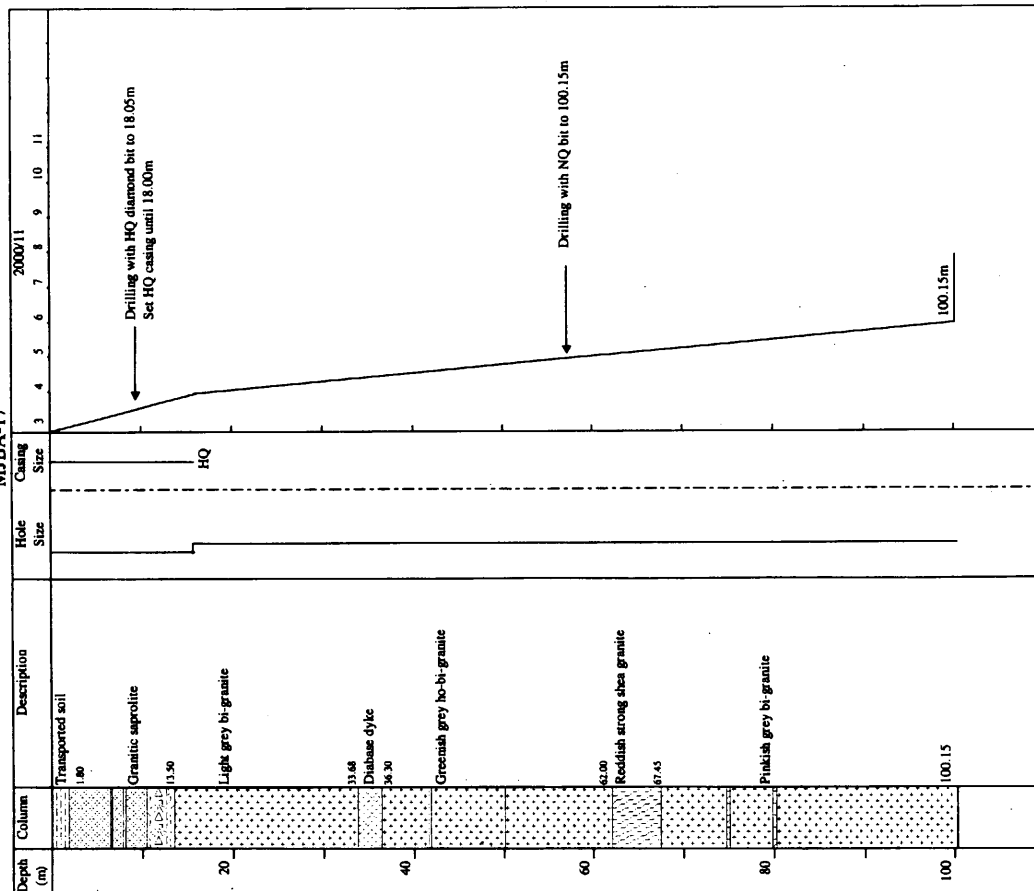 MJBA-17
Depth (m)
Column
Description
Hole Size
Casing Size
2000/11
3 4 5 6 7 8 9 10 11
Transported soil
1.80
Granitic saprolite
13.50
Light grey bi-granite
33.68
Diabase dyke
36.30
Greenish grey ho-bi-granite
62.00
Reddish strong shea granite
67.45
Pinkish grey bi-granite
100.15
20
40
60
80
100
HQ
Drilling with HQ diamond bit to 18.05m
Set HQ casing until 18.00m
Drilling with NQ bit to 100.15m
100.15m